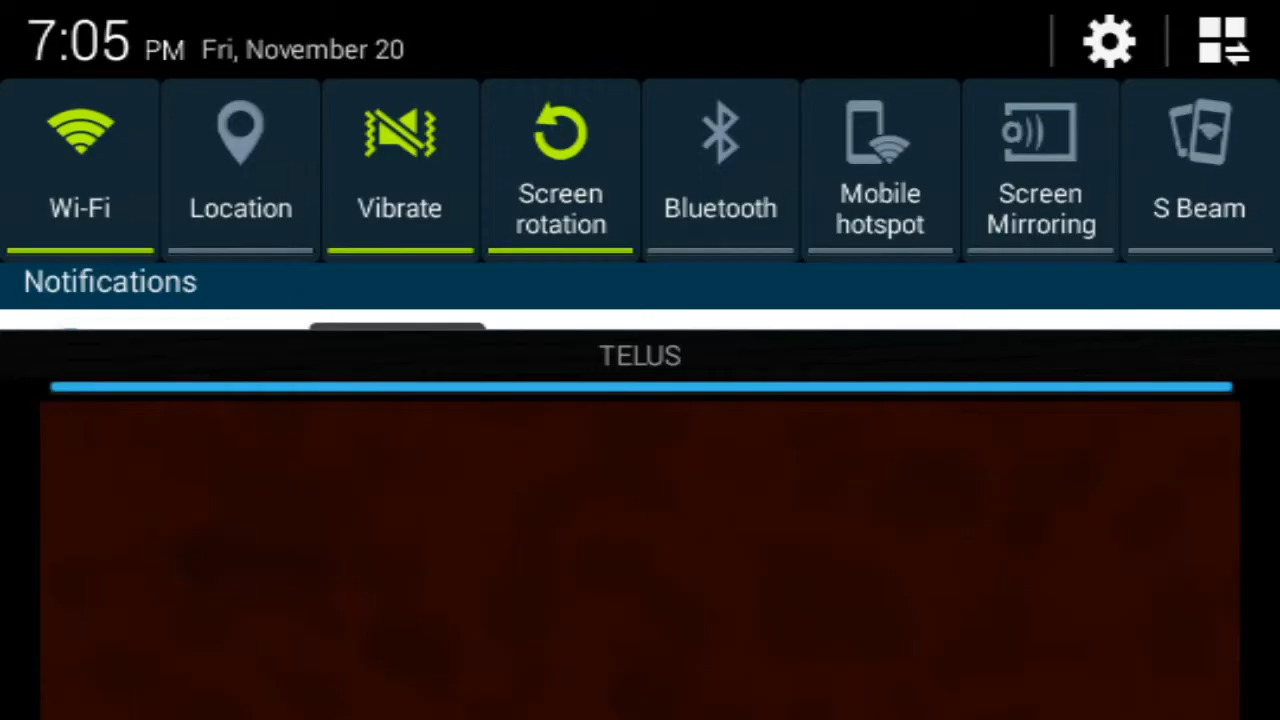 7:05 PM Fri, November 20
Wi-Fi
Location
Vibrate
Screen
rotation
Bluetooth
Mobile
hotspot
Screen
Mirroring
S Beam
Notifications
TELUS